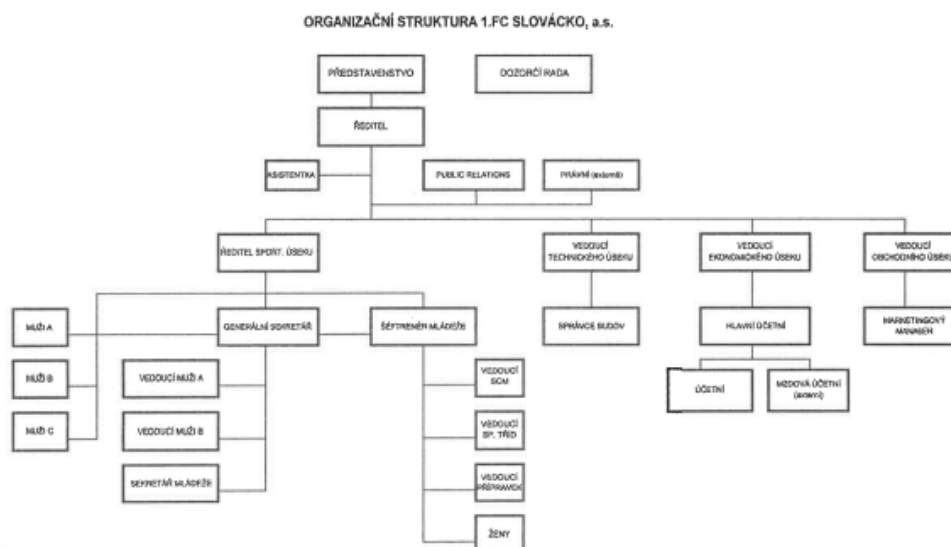 ORGANIZAČNÍ STRUKTURA 1.FC SLOVÁCKO, a.s.
PŘEDSTAVENSTVO
DOZORČÍ RADA
ŘEDITEL
ASISTENTKA
PUBLIC RELATIONS
PRÁVNÍ (externě)
ŘEDITEL SPORT. ÚSEKU
VEDOUCÍ
TECHNICKÉHO ÚSEKU
VEDOUCÍ
EKONOMICKÉHO ÚSEKU
VEDOUCÍ
OBCHODNÍHO ÚSEKU
MUŽI A
GENERÁLNÍ SEKRETÁŘ
ŠÉFTRENÉR MLÁDEŽE
SPRÁVCE BUDOV
HLAVNÍ ÚČETNÍ
MARKETINGOVÝ
MANAGER
MUŽI B
VEDOUCÍ MUŽI A
VEDOUCÍ
SCM
ÚČETNÍ
MZDOVÁ ÚČETNÍ
(externí)
MUŽI C
VEDOUCÍ MUŽI B
VEDOUCÍ
SP. TŘÍD
SEKRETÁŘ MLÁDEŽE
VEDOUCÍ
PŘÍPRAVEK
ŽENY